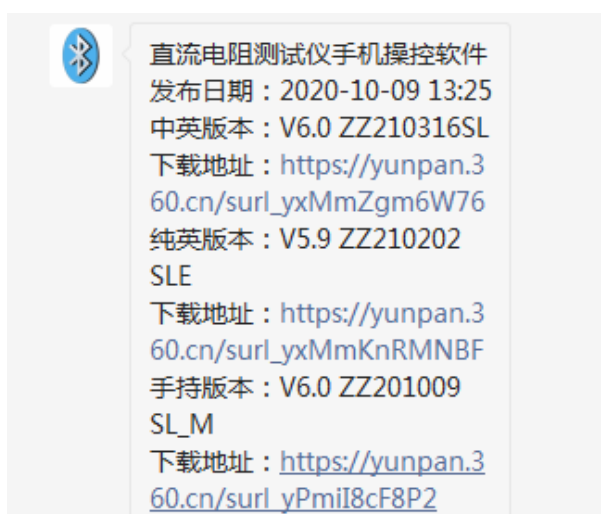 直流电阻测试仪手机操控软件
发布日期：2020-10-09 13:25
中英版本：V6.0 ZZ210316SL
下载地址：https://yunpan.3
60.cn/surl_yxMmZgm6W76
纯英版本：V5.9 ZZ210202
SLE
下载地址：https://yunpan.3
60.cn/surl_yxMmKnRMNBF
手持版本：V6.0 ZZ201009
SL_M
下载地址：https://yunpan.3
60.cn/surl_yPmiI8cF8P2